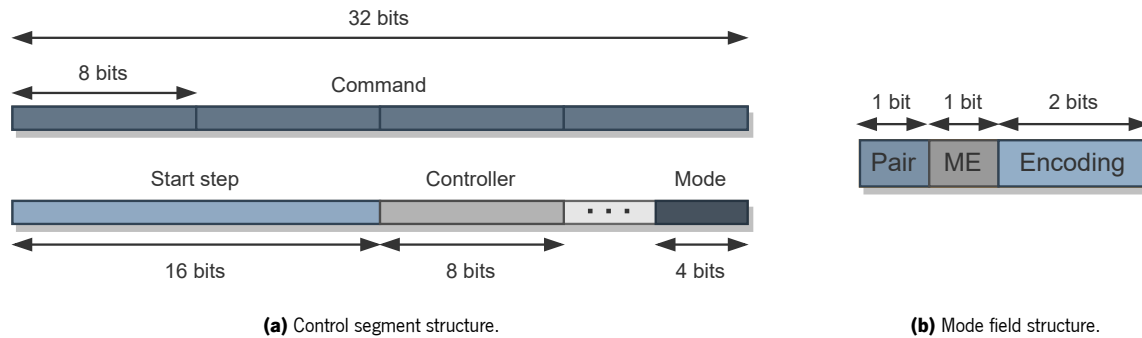 32 bits
8 bits
Command
Start step
Controller
Mode
. . .
16 bits
8 bits
4 bits
(a) Control segment structure.
1 bit
1 bit
2 bits
Pair
ME
Encoding
(b) Mode field structure.